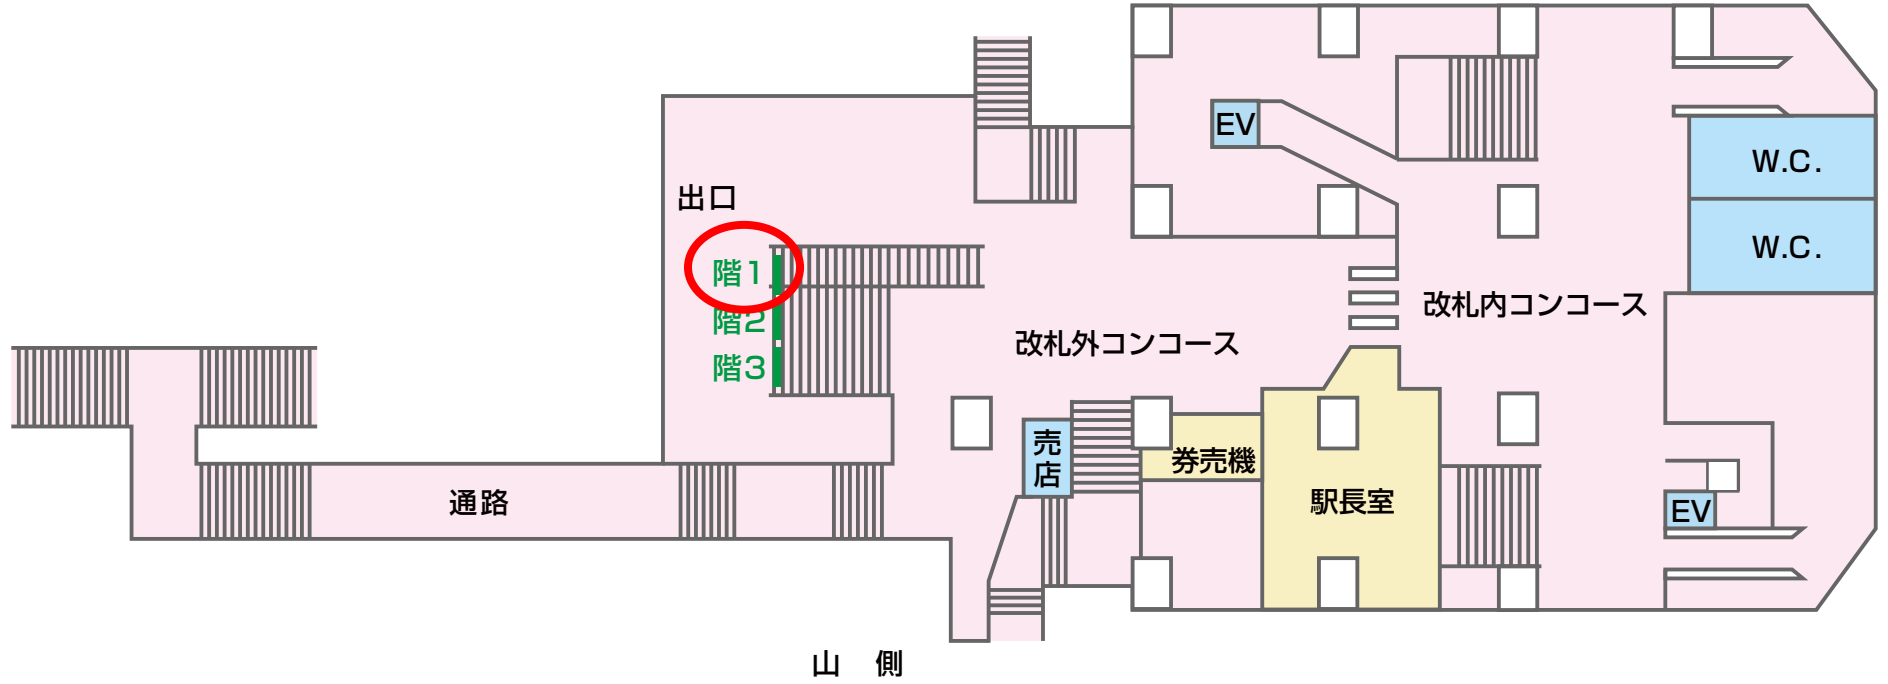 EV
W.C.
出口
W.C.
階1
改札内コンコース
階2
改札外コンコース
階3
売店
券売機
通路
駅長室
EV
山 側